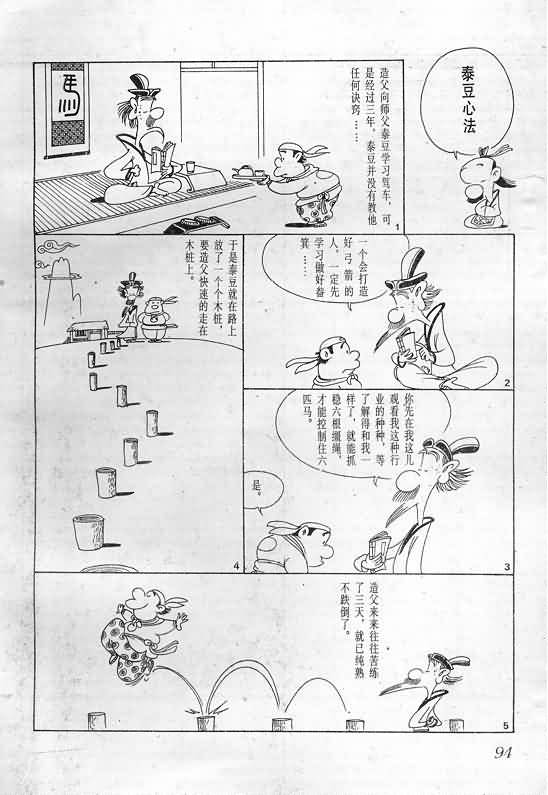 泰豆心法
馬
造父向师父泰豆学习驾车，可
是经过三年，泰豆并没有教他
任何诀窍……
1
一个会打造
好弓箭的
人，一定先
学习做好畚
箕……
2
你先在我这儿
观看我这种行
业的种种，等
了解得和我一
样了，就能抓
稳六根缰绳，
才能控制住六
匹马。
是。
3
于是泰豆就在路上
放了一个个木桩，
要造父快速的走在
木桩上。
4
造父来来往往苦练
了三天，就已纯熟
不跌倒了。
5
94